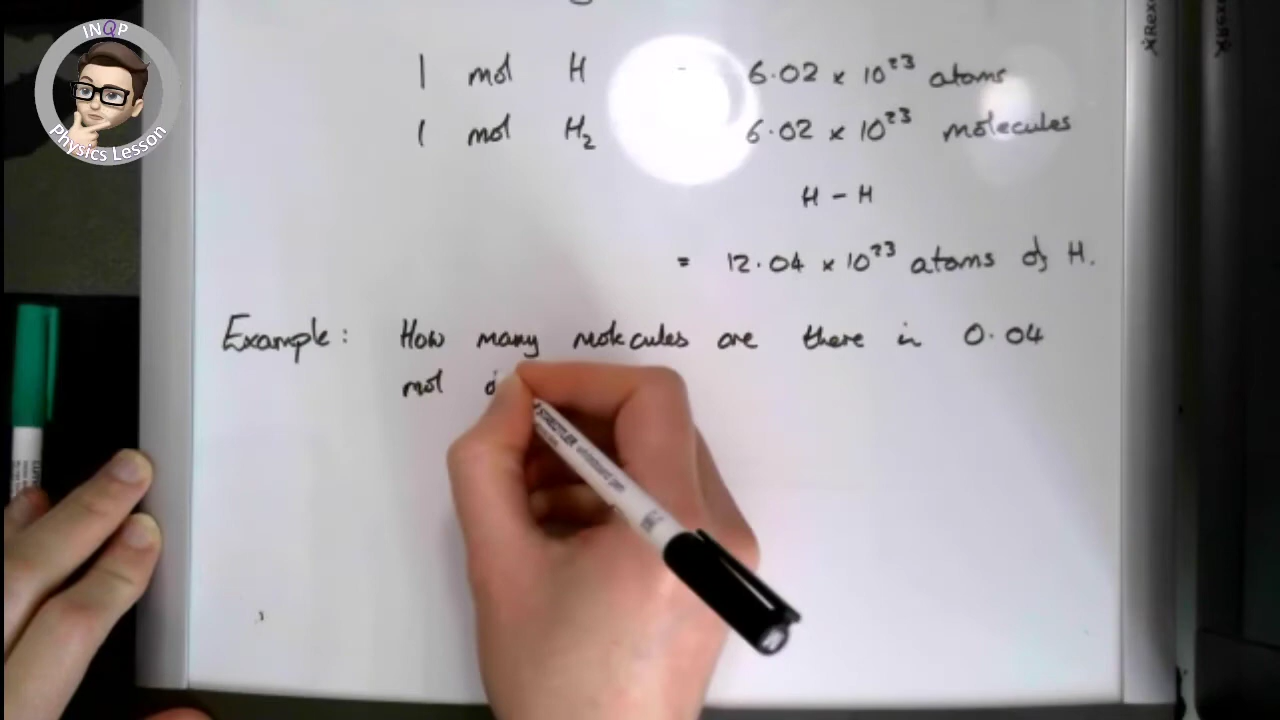 INQP
Physics Lesson
1 mol H - 6.02 × 10²³ atoms
1 mol H₂ 6.02 × 10²³ molecules
H - H
= 12.04 × 10²³ atoms of H.
Example: How many molecules are there in 0.04
mol
STAEDTLER